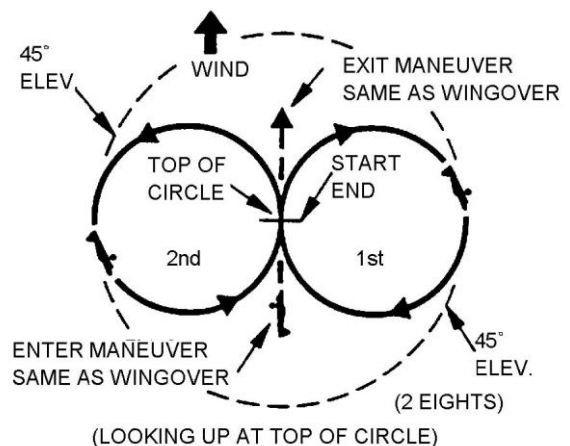 45°
ELEV.
WIND
EXIT MANEUVER
SAME AS WINGOVER
TOP OF
CIRCLE
START
END
2nd
1st
ENTER MANEUVER
SAME AS WINGOVER
45°
ELEV.
(2 EIGHTS)
(LOOKING UP AT TOP OF CIRCLE)